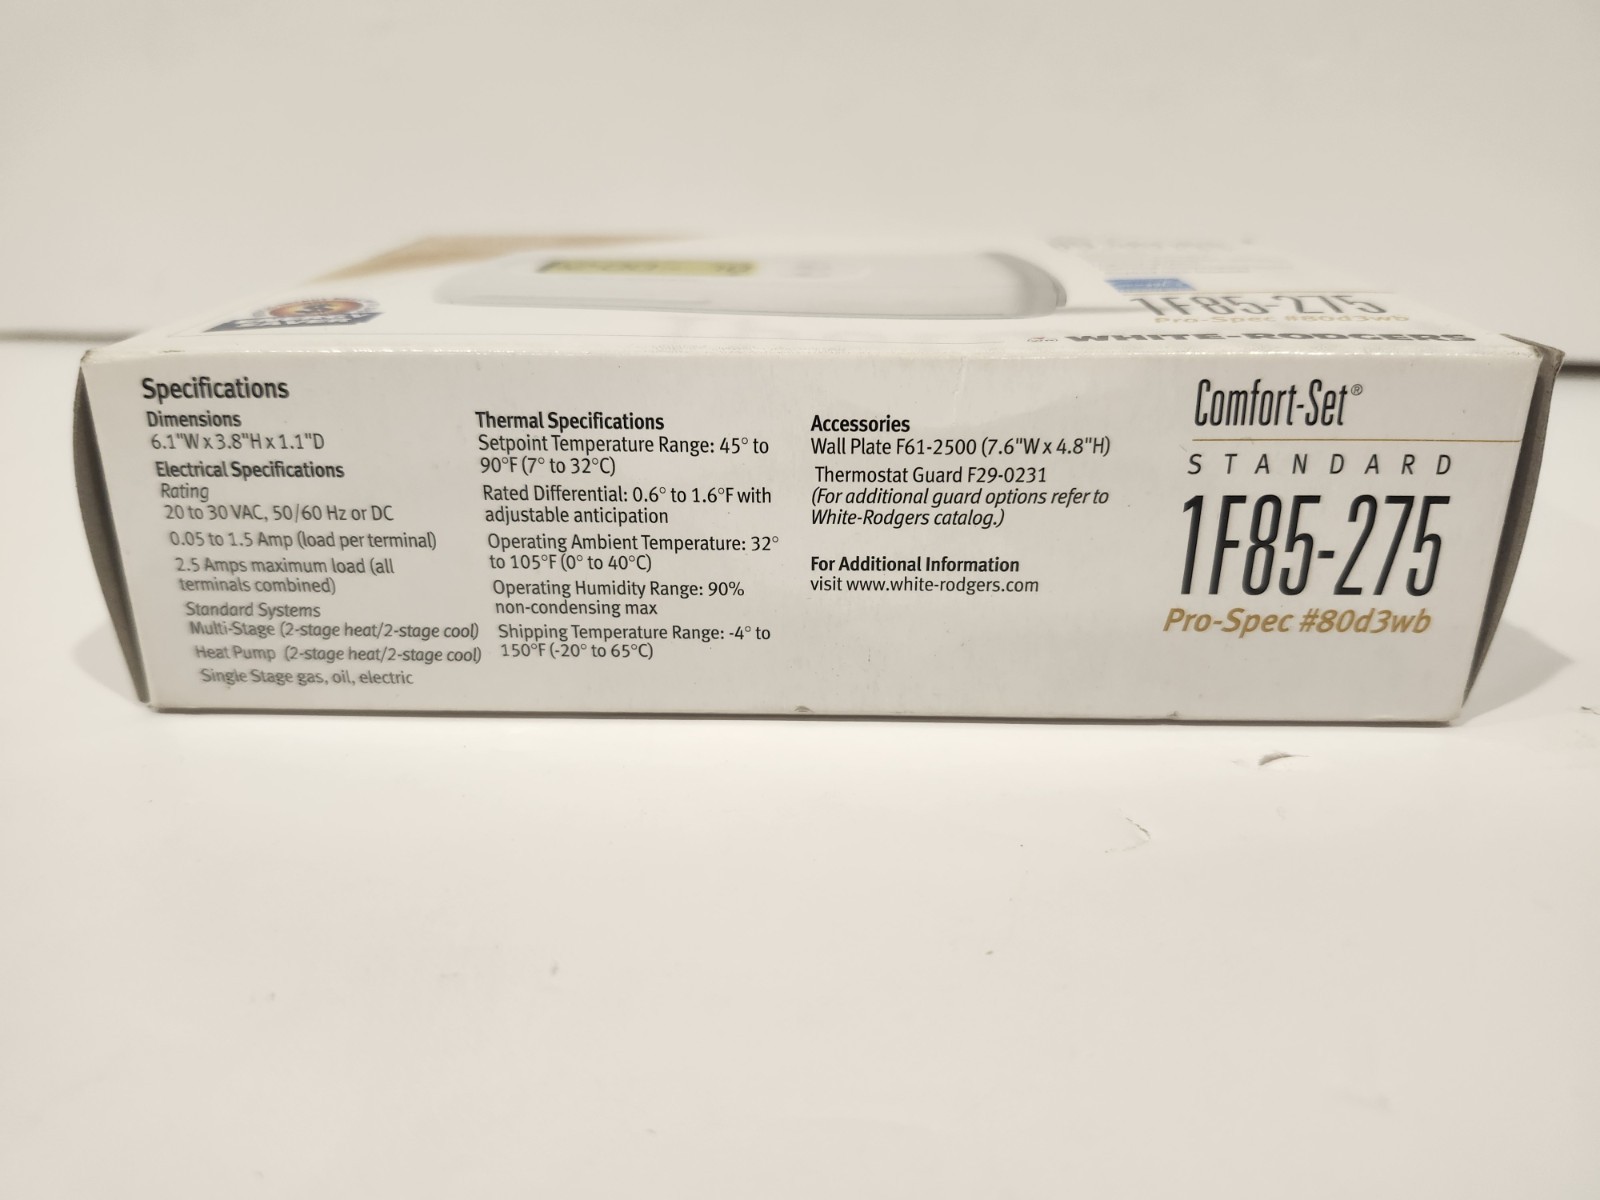 1F85-275
Pro-Spec #80d3wb
WHITE-RODGERS
Specifications
Dimensions
6.1"W x 3.8"H x 1.1"D
Electrical Specifications
Rating
20 to 30 VAC, 50/60 Hz or DC
0.05 to 1.5 Amp (load per terminal)
2.5 Amps maximum load (all
terminals combined)
Standard Systems
Multi-Stage (2-stage heat/2-stage cool)
Heat Pump (2-stage heat/2-stage cool)
Single Stage gas, oil, electric
Thermal Specifications
Setpoint Temperature Range: 45° to
90°F (7° to 32°C)
Rated Differential: 0.6° to 1.6°F with
adjustable anticipation
Operating Ambient Temperature: 32°
to 105°F (0° to 40°C)
Operating Humidity Range: 90%
non-condensing max
Shipping Temperature Range: -4° to
150°F (-20° to 65°C)
Accessories
Wall Plate F61-2500 (7.6"W x 4.8"H)
Thermostat Guard F29-0231
(For additional guard options refer to
White-Rodgers catalog.)
For Additional Information
visit www.white-rodgers.com
Comfort-Set®
STANDARD
1F85-275
Pro-Spec #80d3wb